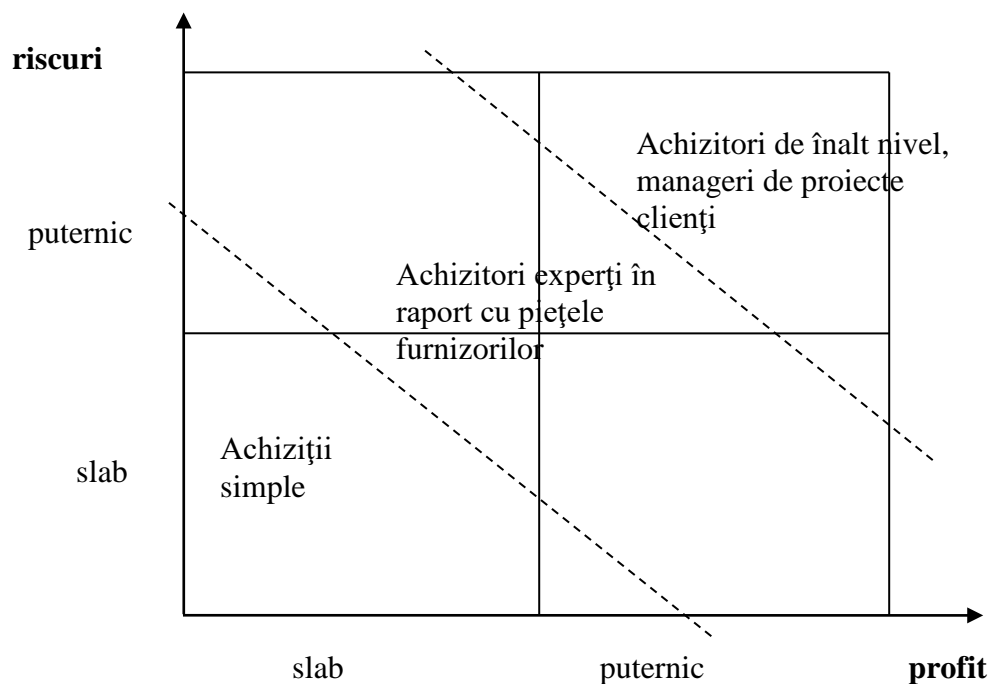 riscuri
Achizitori de înalt nivel,
manageri de proiecte
clienţi
puternic
Achizitori experţi în
raport cu pieţele
furnizorilor
Achiziţii
simple
slab
slab
puternic
profit